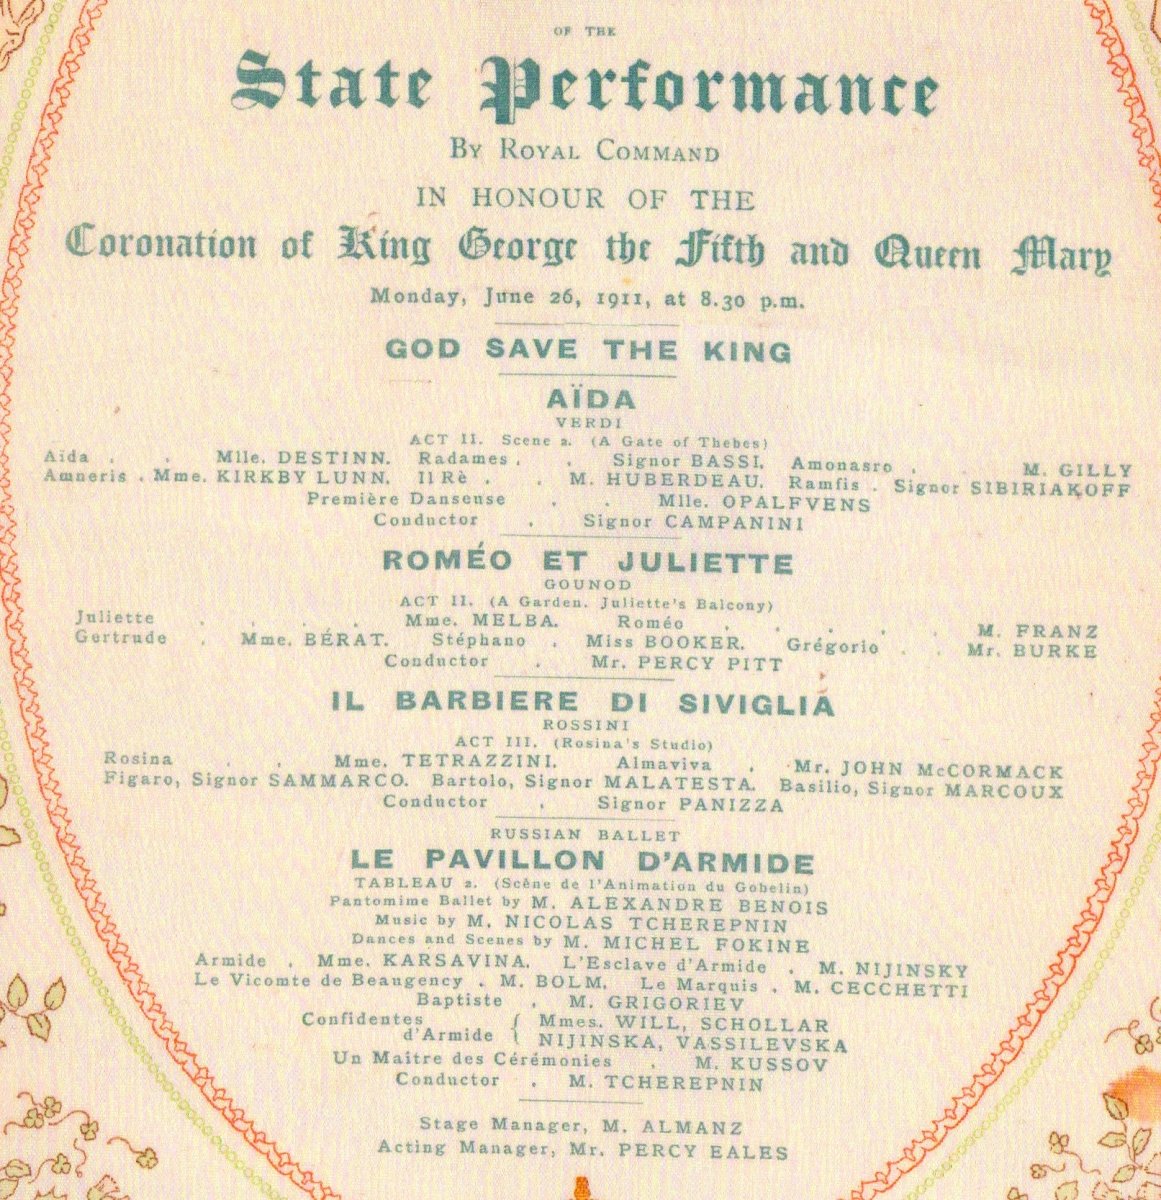 OF THE
State Performance
BY ROYAL COMMAND
IN HONOUR OF THE
Coronation of King George the Fifth and Queen Mary
Monday, June 26, 1911, at 8.30 p.m.
GOD SAVE THE KING
AÏDA
VERDI
ACT II. Scene 2. (A Gate of Thebes)
Aïda . . Mlle. DESTINN. Radames . . Signor BASSI. Amonasro . . M. GILLY
Amneris . Mme. KIRKBY LUNN. Il Rè . . M. HUBERDEAU. Ramfis . Signor SIBIRIAKOFF
Première Danseuse . . Mlle. OPALFVENS
Conductor . Signor CAMPANINI
ROMÉO ET JULIETTE
GOUNOD
ACT II. (A Garden. Juliette's Balcony)
Juliette . . . . Mme. MELBA. Roméo . . . . . M. FRANZ
Gertrude . Mme. BÉRAT. Stéphano . Miss BOOKER. Grégorio . . Mr. BURKE
Conductor . Mr. PERCY PITT
IL BARBIERE DI SIVIGLIA
ROSSINI
ACT III. (Rosina's Studio)
Rosina . . Mme. TETRAZZINI. Almaviva . . Mr. JOHN McCORMACK
Figaro, Signor SAMMARCO. Bartolo, Signor MALATESTA. Basilio, Signor MARCOUX
Conductor . Signor PANIZZA
RUSSIAN BALLET
LE PAVILLON D'ARMIDE
TABLEAU 2. (Scène de l'Animation du Gobelin)
Pantomime Ballet by M. ALEXANDRE BENOIS
Music by M. NICOLAS TCHEREPNIN
Dances and Scenes by M. MICHEL FOKINE
Armide . Mme. KARSAVINA. L'Esclave d'Armide . M. NIJINSKY
Le Vicomte de Beaugency . M. BOLM. Le Marquis . M. CECCHETTI
Baptiste . M. GRIGORIEV
Confidentes { Mmes. WILL, SCHOLLAR
d'Armide { NIJINSKA, VASSILEVSKA
Un Maitre des Cérémonies . M. KUSSOV
Conductor . M. TCHEREPNIN
Stage Manager, M. ALMANZ
Acting Manager, Mr. PERCY EALES